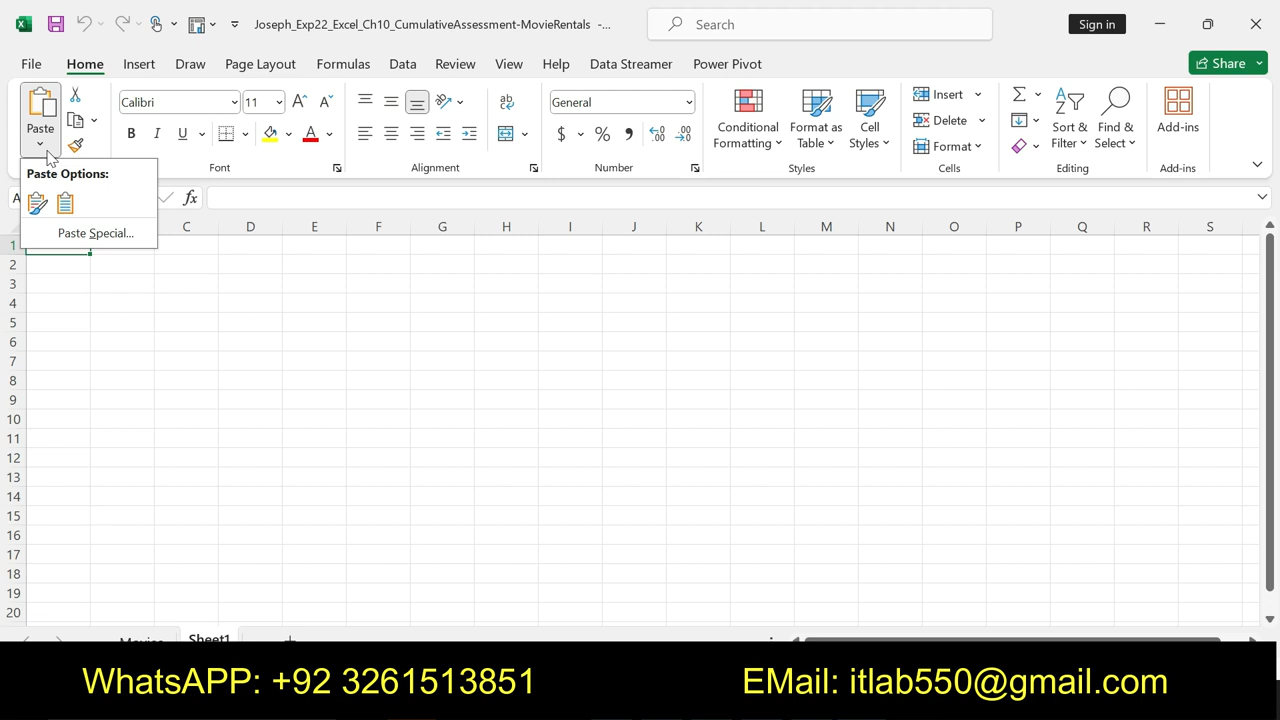 Joseph_Exp22_Excel_Ch10_CumulativeAssessment-MovieRentals -...
Search
Sign in
File Home Insert Draw Page Layout Formulas Data Review View Help Data Streamer Power Pivot
Share
Paste
Calibri 11
B I U A
ab
General
$ % 9
Conditional Formatting
Format as Table
Cell Styles
Insert
Delete
Format
Sort & Filter
Find & Select
Add-ins
Font Alignment Number Styles Cells Editing Add-ins
Paste Options:
Paste Special...
A
fx
C D E F G H I J K L M N O P Q R S
1
2
3
4
5
6
7
8
9
10
11
12
13
14
15
16
17
18
19
20
Movies Sheet1
WhatsAPP: +92 3261513851 EMail: itlab550@gmail.com